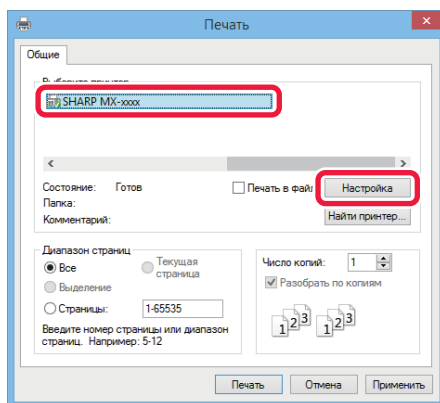 Печать
Общие
Выберите принтер
SHARP MX-xxxx
Состояние: Готов
Печать в файл
Настройка
Папка:
Комментарий:
Найти принтер...
Диапазон страниц
Все
Текущая
страница
Выделение
Страницы: 1-65535
Введите номер страницы или диапазон
страниц. Например: 5-12
Число копий: 1
Разобрать по копиям
1 2 3 1 2 3
Печать Отмена Применить